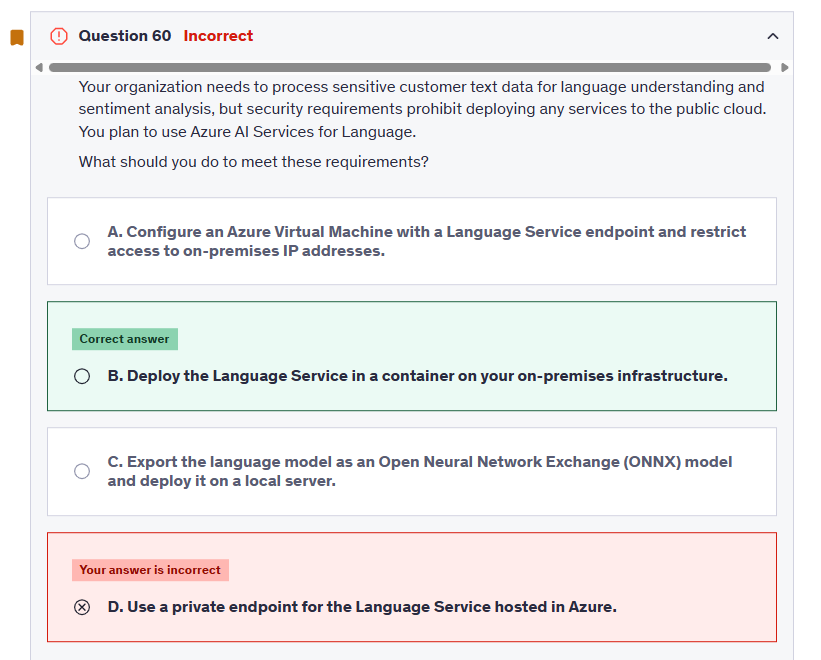 Question 60 Incorrect
Your organization needs to process sensitive customer text data for language understanding and
sentiment analysis, but security requirements prohibit deploying any services to the public cloud.
You plan to use Azure AI Services for Language.
What should you do to meet these requirements?
A. Configure an Azure Virtual Machine with a Language Service endpoint and restrict
access to on-premises IP addresses.
Correct answer
B. Deploy the Language Service in a container on your on-premises infrastructure.
C. Export the language model as an Open Neural Network Exchange (ONNX) model
and deploy it on a local server.
Your answer is incorrect
D. Use a private endpoint for the Language Service hosted in Azure.